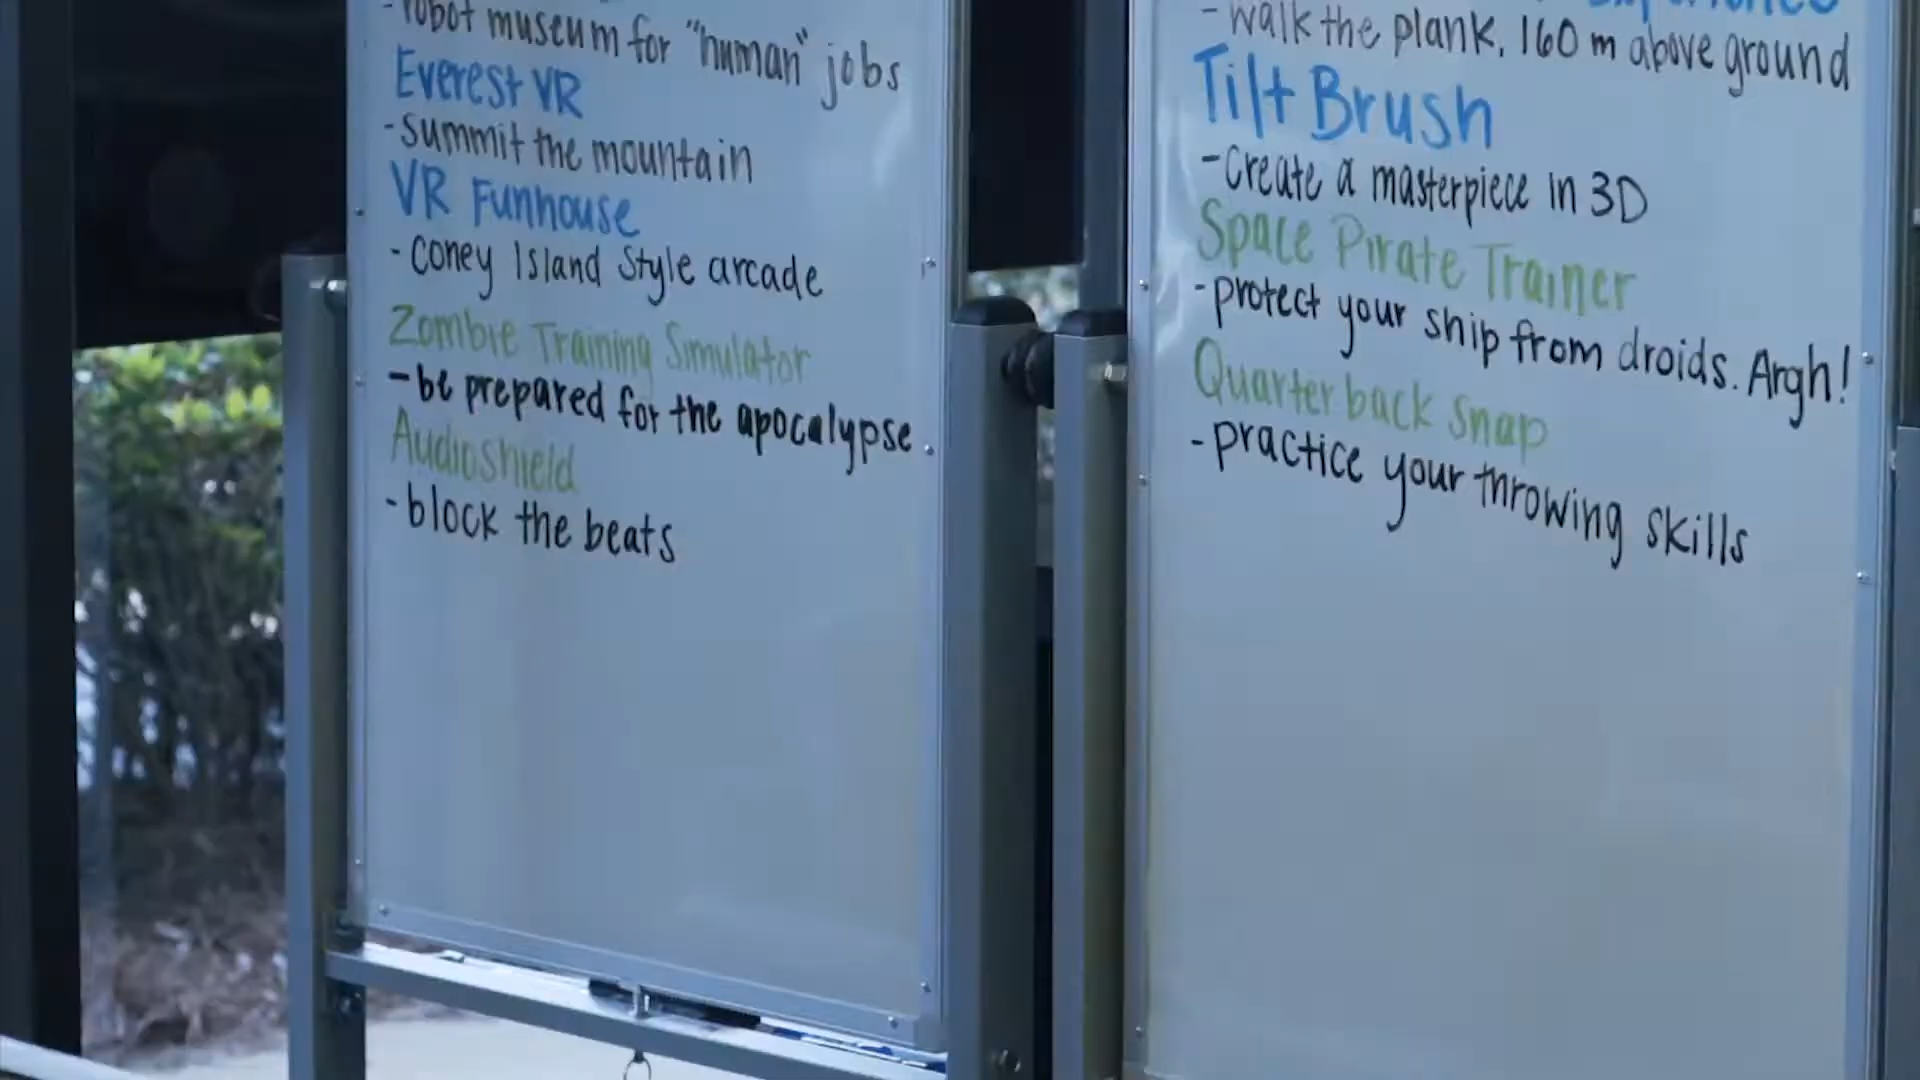 - robot museum for "human" jobs
Everest VR
- summit the mountain
VR Funhouse
- Coney Island Style arcade
Zombie Training Simulator
- be prepared for the apocalypse
Audioshield
- block the beats
Experience
- walk the plank, 160 m above ground
Tilt Brush
- create a masterpiece in 3D
Space Pirate Trainer
- protect your ship from droids. Argh!
Quarterback Snap
- practice your throwing skills